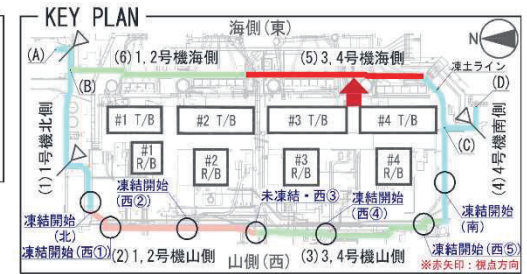 KEY PLAN
海側(東)
N
(A)
(6) 1, 2号機海側
(5) 3, 4号機海側
凍土ライン
(B)
(D)
#1 T/B
#2 T/B
#3 T/B
#4 T/B
(C)
(1) 1号機北側
#1
R/B
#2
R/B
#3
R/B
#4
R/B
(4) 4号機南側
凍結開始
(西②)
未凍結・西③
凍結開始
(西④)
凍結開始
(北)
凍結開始
(南)
凍結開始(西①)
(2) 1, 2号機山側
山側(西)
(3) 3, 4号機山側
凍結開始(西⑤)
※赤矢印：視点方向